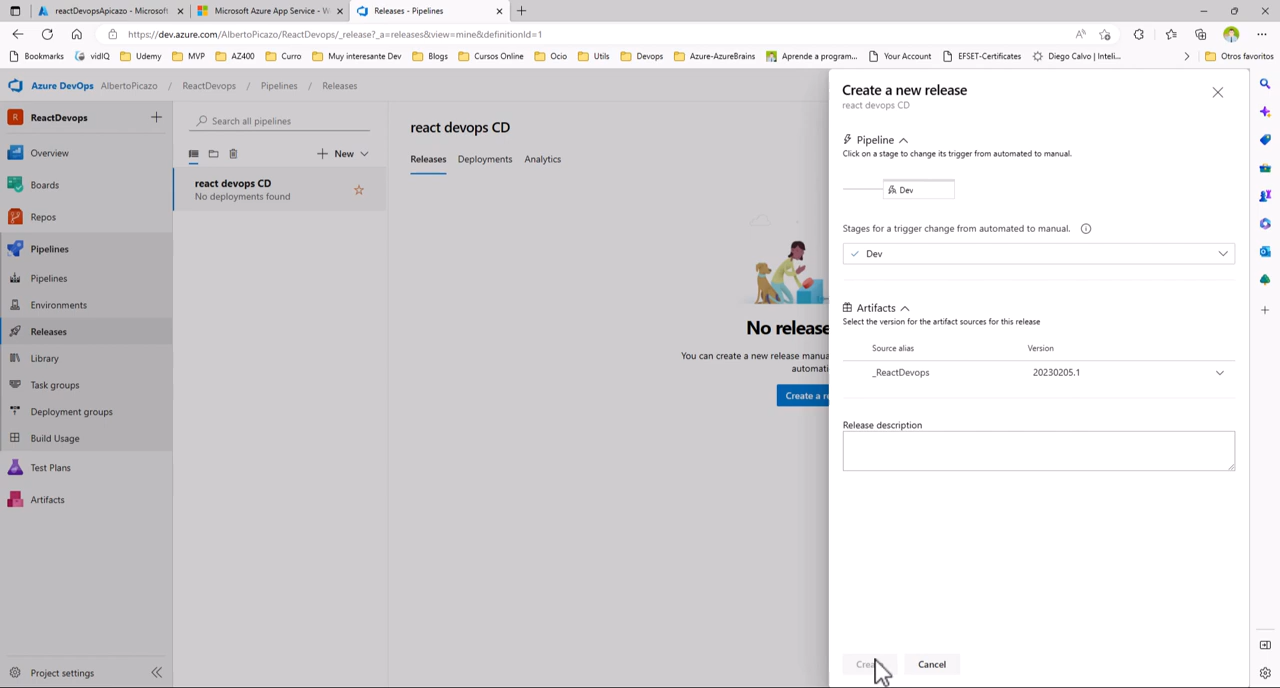 reactDevopsApicazo - Microsoft
Microsoft Azure App Service - W
Releases - Pipelines
https://dev.azure.com/AlbertoPicazo/ReactDevops/_release?_a=releases&view=mine&definitionId=1
Bookmarks
vidIQ
Udemy
MVP
AZ400
Curro
Muy interesante Dev
Blogs
Cursos Online
Ocio
Utils
Devops
Azure-AzureBrains
Aprende a program...
Your Account
EFSET-Certificates
Diego Calvo | Inteli...
Otros favoritos
Azure DevOps AlbertoPicazo / ReactDevops / Pipelines / Releases
R ReactDevops
Overview
Boards
Repos
Pipelines
Pipelines
Environments
Releases
Library
Task groups
Deployment groups
Build Usage
Test Plans
Artifacts
Project settings
Search all pipelines
New
react devops CD
No deployments found
react devops CD
Releases Deployments Analytics
No release
You can create a new release manua
automati
Create a re
Create a new release
react devops CD
Pipeline
Click on a stage to change its trigger from automated to manual.
Dev
Stages for a trigger change from automated to manual.
Dev
Artifacts
Select the version for the artifact sources for this release
Source alias Version
_ReactDevops 20230205.1
Release description
Crea
Cancel